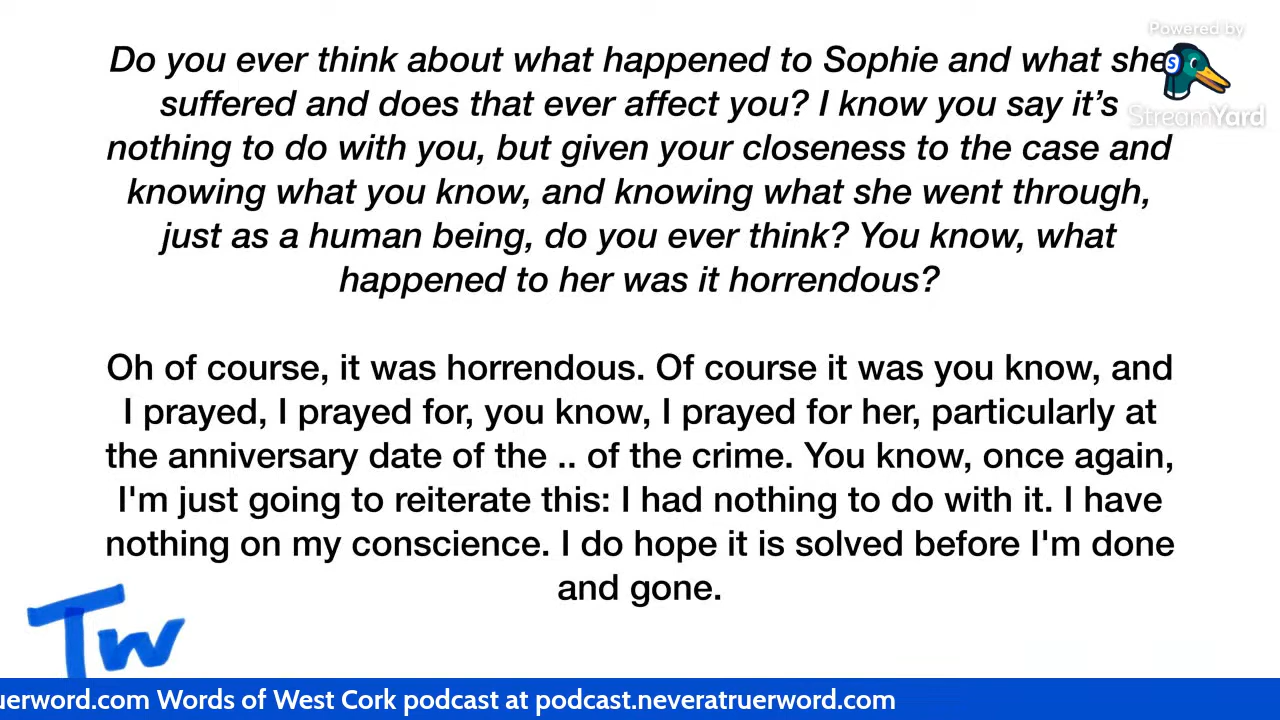 Powered by
StreamYard
Do you ever think about what happened to Sophie and what she
suffered and does that ever affect you? I know you say it’s
nothing to do with you, but given your closeness to the case and
knowing what you know, and knowing what she went through,
just as a human being, do you ever think? You know, what
happened to her was it horrendous?
Oh of course, it was horrendous. Of course it was you know, and
I prayed, I prayed for, you know, I prayed for her, particularly at
the anniversary date of the .. of the crime. You know, once again,
I'm just going to reiterate this: I had nothing to do with it. I have
nothing on my conscience. I do hope it is solved before I'm done
and gone.
Tw
uerword.com Words of West Cork podcast at podcast.neveratruerword.com